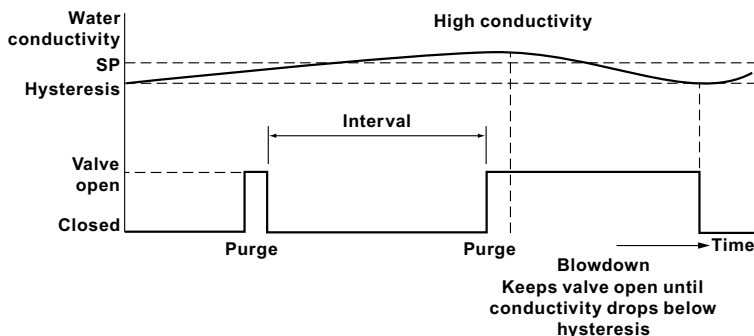 Water
conductivity
High conductivity
SP
Hysteresis
Interval
Valve
open
Closed
Purge
Purge
Time
Blowdown
Keeps valve open until
conductivity drops below
hysteresis